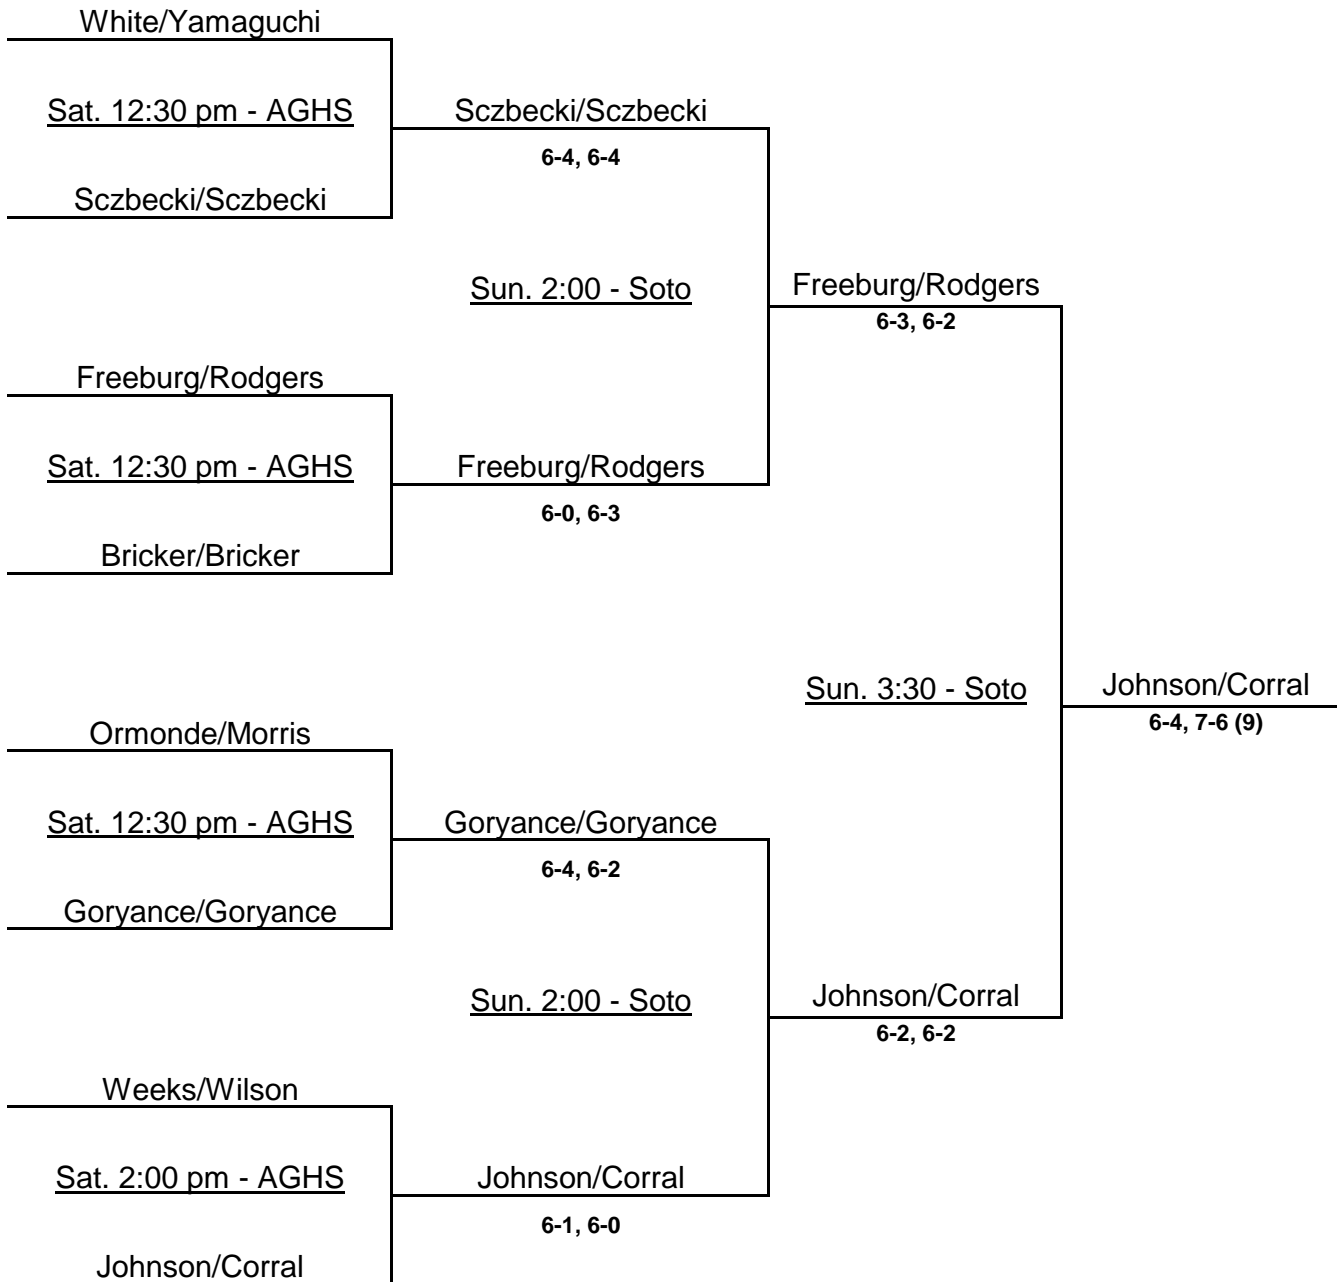 White/Yamaguchi
Sat. 12:30 pm - AGHS
Sczbecki/Sczbecki
6-4, 6-4
Sczbecki/Sczbecki
Sun. 2:00 - Soto
Freeburg/Rodgers
6-3, 6-2
Freeburg/Rodgers
Sat. 12:30 pm - AGHS
Freeburg/Rodgers
6-0, 6-3
Bricker/Bricker
Sun. 3:30 - Soto
Johnson/Corral
6-4, 7-6 (9)
Ormonde/Morris
Sat. 12:30 pm - AGHS
Goryance/Goryance
6-4, 6-2
Goryance/Goryance
Sun. 2:00 - Soto
Johnson/Corral
6-2, 6-2
Weeks/Wilson
Sat. 2:00 pm - AGHS
Johnson/Corral
6-1, 6-0
Johnson/Corral